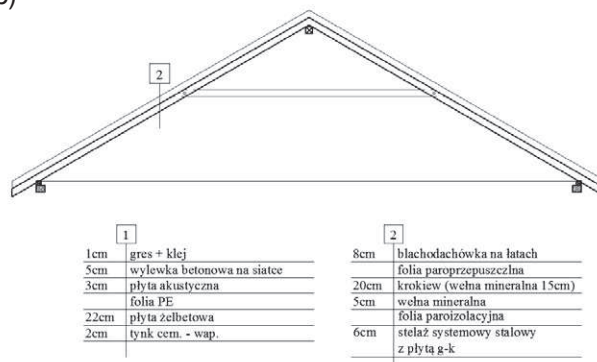 b)
2
1
1cm gres + klej
5cm wylewka betonowa na siatce
3cm płyta akustyczna
folia PE
22cm płyta żelbetowa
2cm tynk cem. - wap.
2
8cm blachodachówka na łatach
folia paroprzepuszczlna
20cm krokiew (wełna mineralna 15cm)
5cm wełna mineralna
folia paroizolacyjna
6cm stelaż systemowy stalowy
z płytą g-k